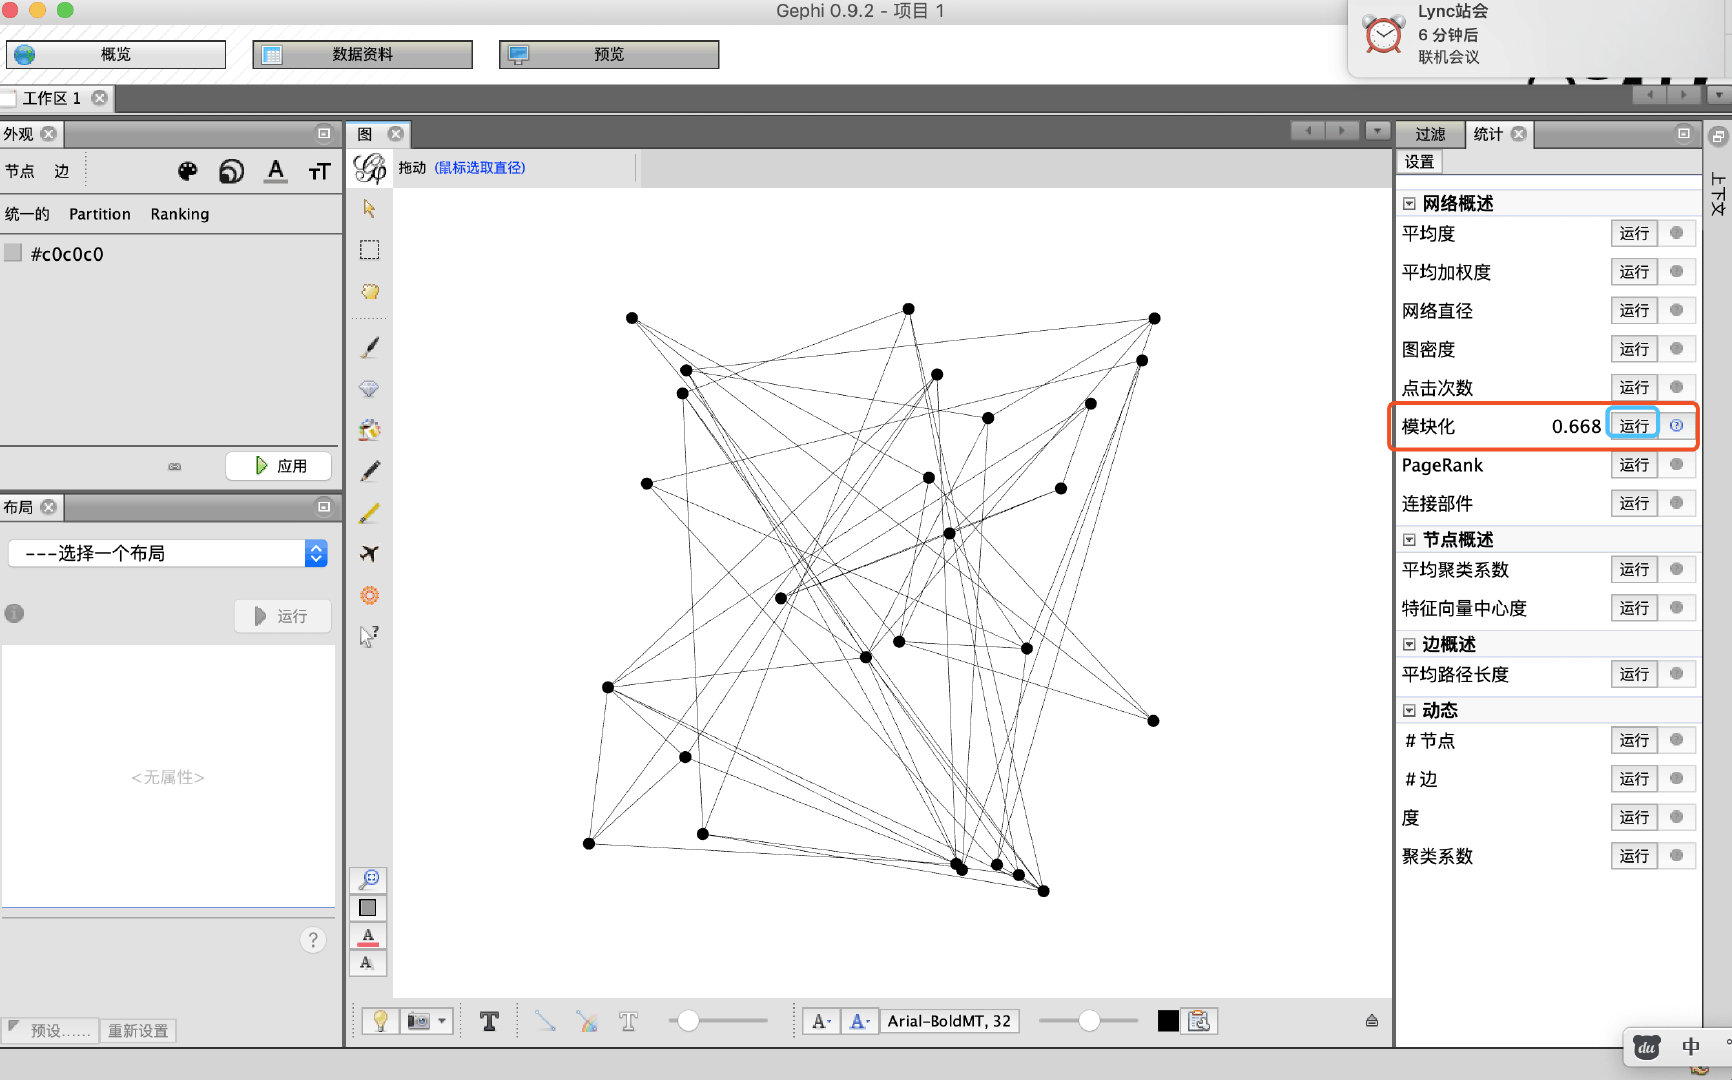 Gephi 0.9.2 - 项目 1
Lync站会
6 分钟后
联机会议
概览
数据资料
预览
工作区 1
外观
节点 边
统一的 Partition Ranking
#c0c0c0
应用
布局
---选择一个布局
运行
<无属性>
?
预设......
重新设置
图
拖动 (鼠标选取直径)
Arial-BoldMT, 32
过滤
统计
设置
网络概述
平均度 运行
平均加权度 运行
网络直径 运行
图密度 运行
点击次数 运行
模块化 0.668 运行
PageRank 运行
连接部件 运行
节点概述
平均聚类系数 运行
特征向量中心度 运行
边概述
平均路径长度 运行
动态
# 节点 运行
# 边 运行
度 运行
聚类系数 运行
上下文
du 中